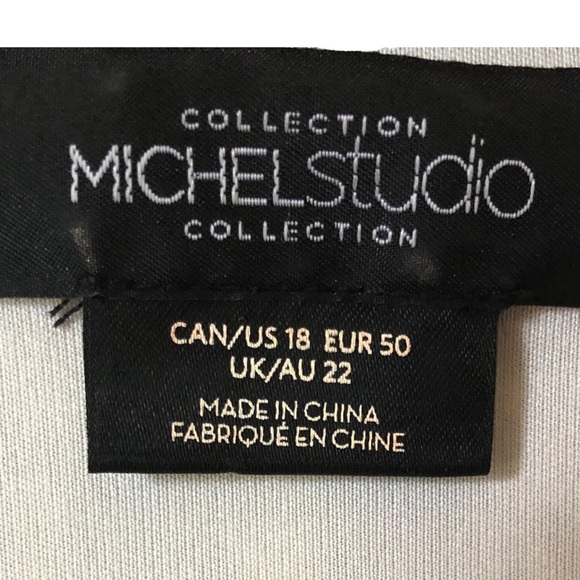 COLLECTION
MICHELstudio
COLLECTION
CAN/US 18 EUR 50
UK/AU 22
MADE IN CHINA
FABRIQUÉ EN CHINE